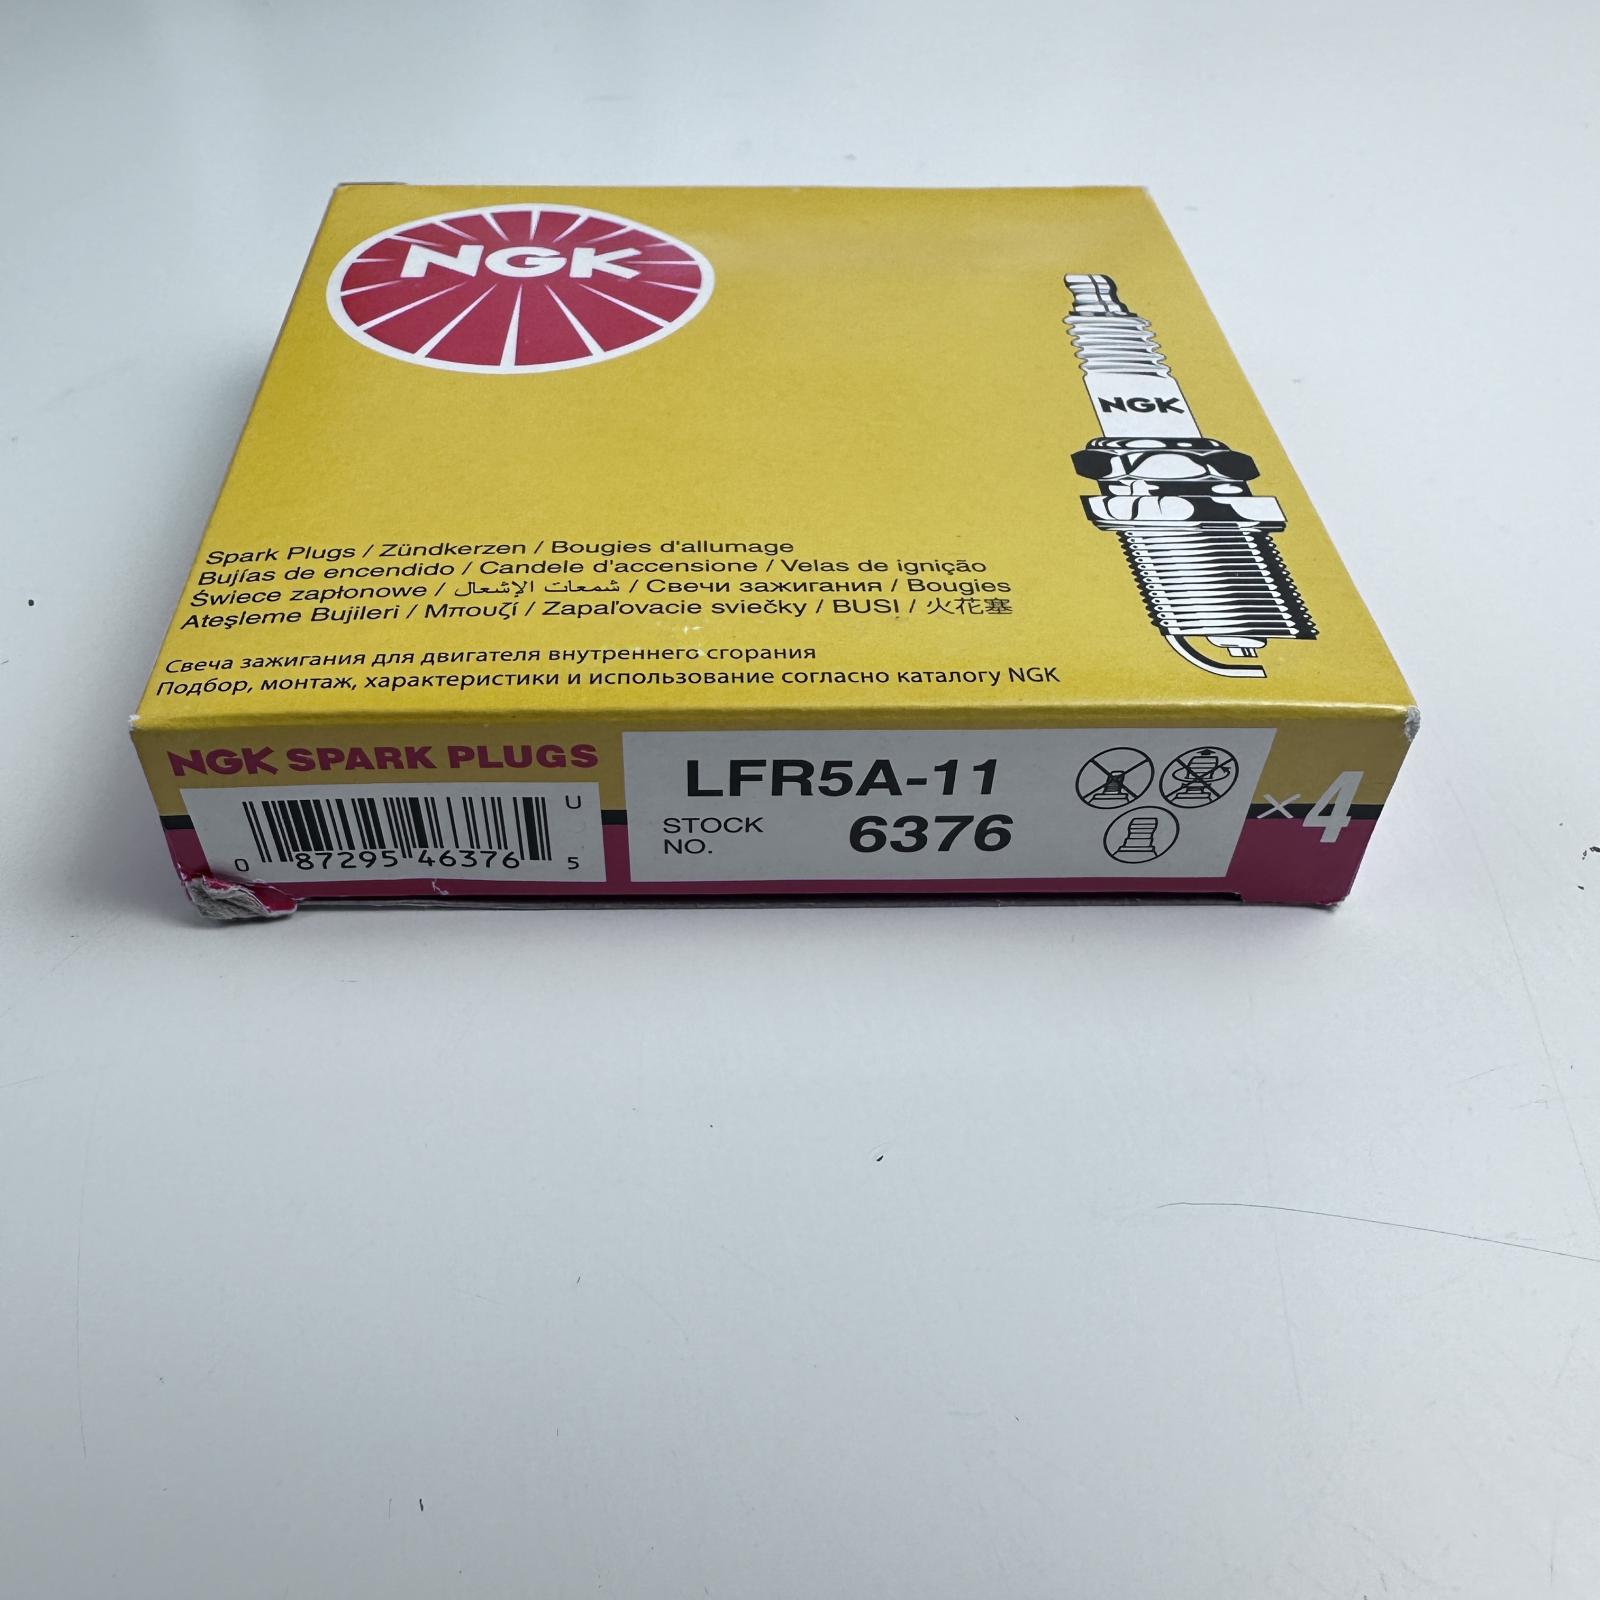 NGK
NGK
Spark Plugs / Zündkerzen / Bougies d'allumage
Bujías de encendido / Candele d'accensione / Velas de ignição
Świece zapłonowe / شمعات الإشعال / Свечи зажигания / Bougies
Ateşleme Bujileri / Μπουζί / Zapaľovacie sviečky / BUSI / 火花塞
Свеча зажигания для двигателя внутреннего сгорания
Подбор, монтаж, характеристики и использование согласно каталогу NGK
NGK SPARK PLUGS
U
0 87295 46376 5
LFR5A-11
STOCK
NO. 6376
×4